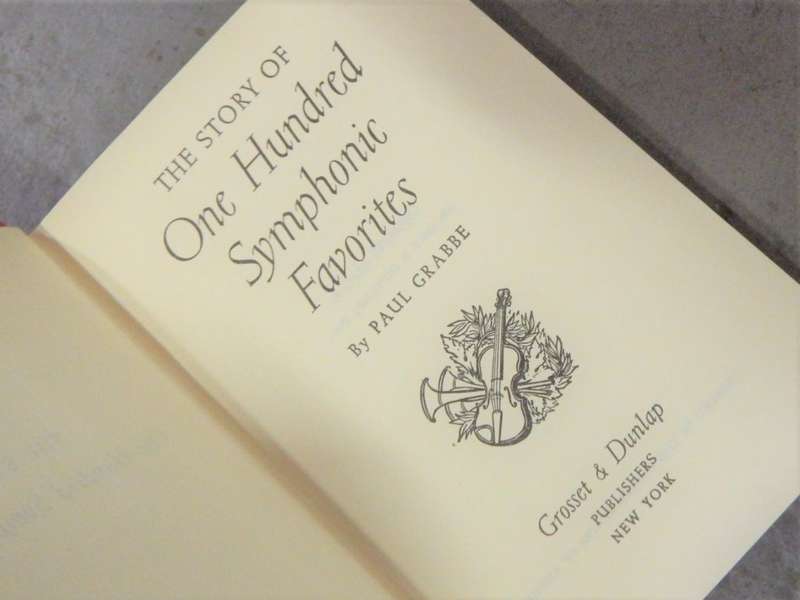 THE STORY OF
One Hundred
Symphonic
Favorites
By PAUL GRABBE
Grosset & Dunlap
PUBLISHERS
NEW YORK